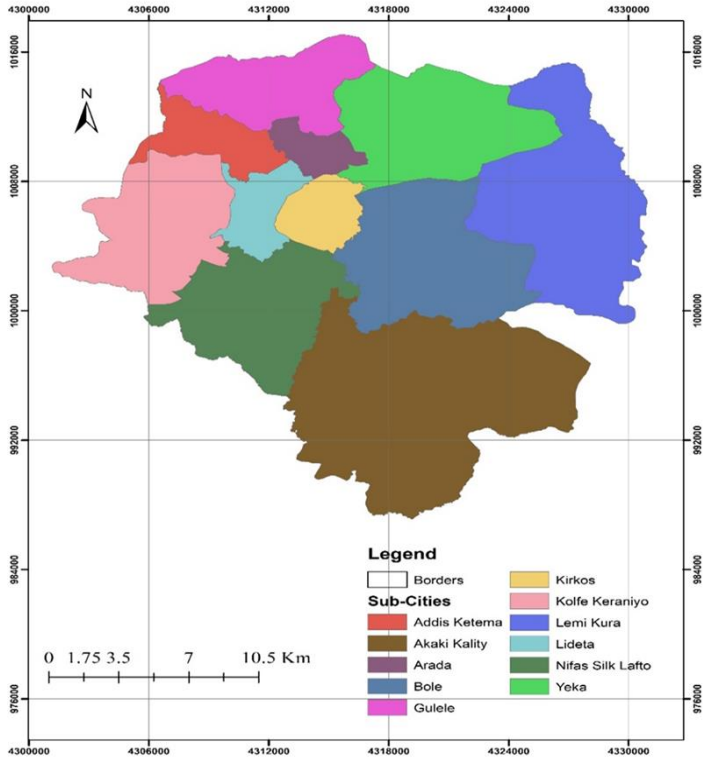 4300000 4306000 4312000 4318000 4324000 4330000
1016000 1016000
N
1008000 1008000
1000000 1000000
992000 992000
984000 984000
976000 976000
Legend
Borders
Sub-Cities
Addis Ketema
Akaki Kality
Arada
Bole
Gulele
Kirkos
Kolfe Keraniyo
Lemi Kura
Lideta
Nifas Silk Lafto
Yeka
0 1.75 3.5 7 10.5 Km
4300000 4306000 4312000 4318000 4324000 4330000